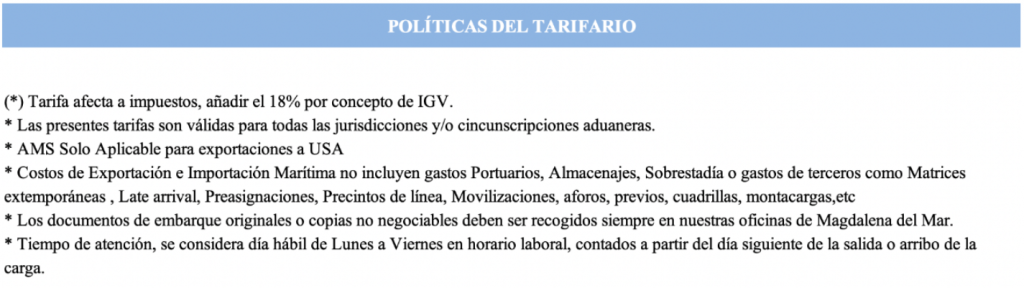 POLÍTICAS DEL TARIFARIO
(*) Tarifa afecta a impuestos, añadir el 18% por concepto de IGV.
* Las presentes tarifas son válidas para todas las jurisdicciones y/o cincunscripciones aduaneras.
* AMS Solo Aplicable para exportaciones a USA
* Costos de Exportación e Importación Marítima no incluyen gastos Portuarios, Almacenajes, Sobrestadía o gastos de terceros como Matrices
extemporáneas , Late arrival, Preasignaciones, Precintos de línea, Movilizaciones, aforos, previos, cuadrillas, montacargas,etc
* Los documentos de embarque originales o copias no negociables deben ser recogidos siempre en nuestras oficinas de Magdalena del Mar.
* Tiempo de atención, se considera día hábil de Lunes a Viernes en horario laboral, contados a partir del día siguiente de la salida o arribo de la
carga.